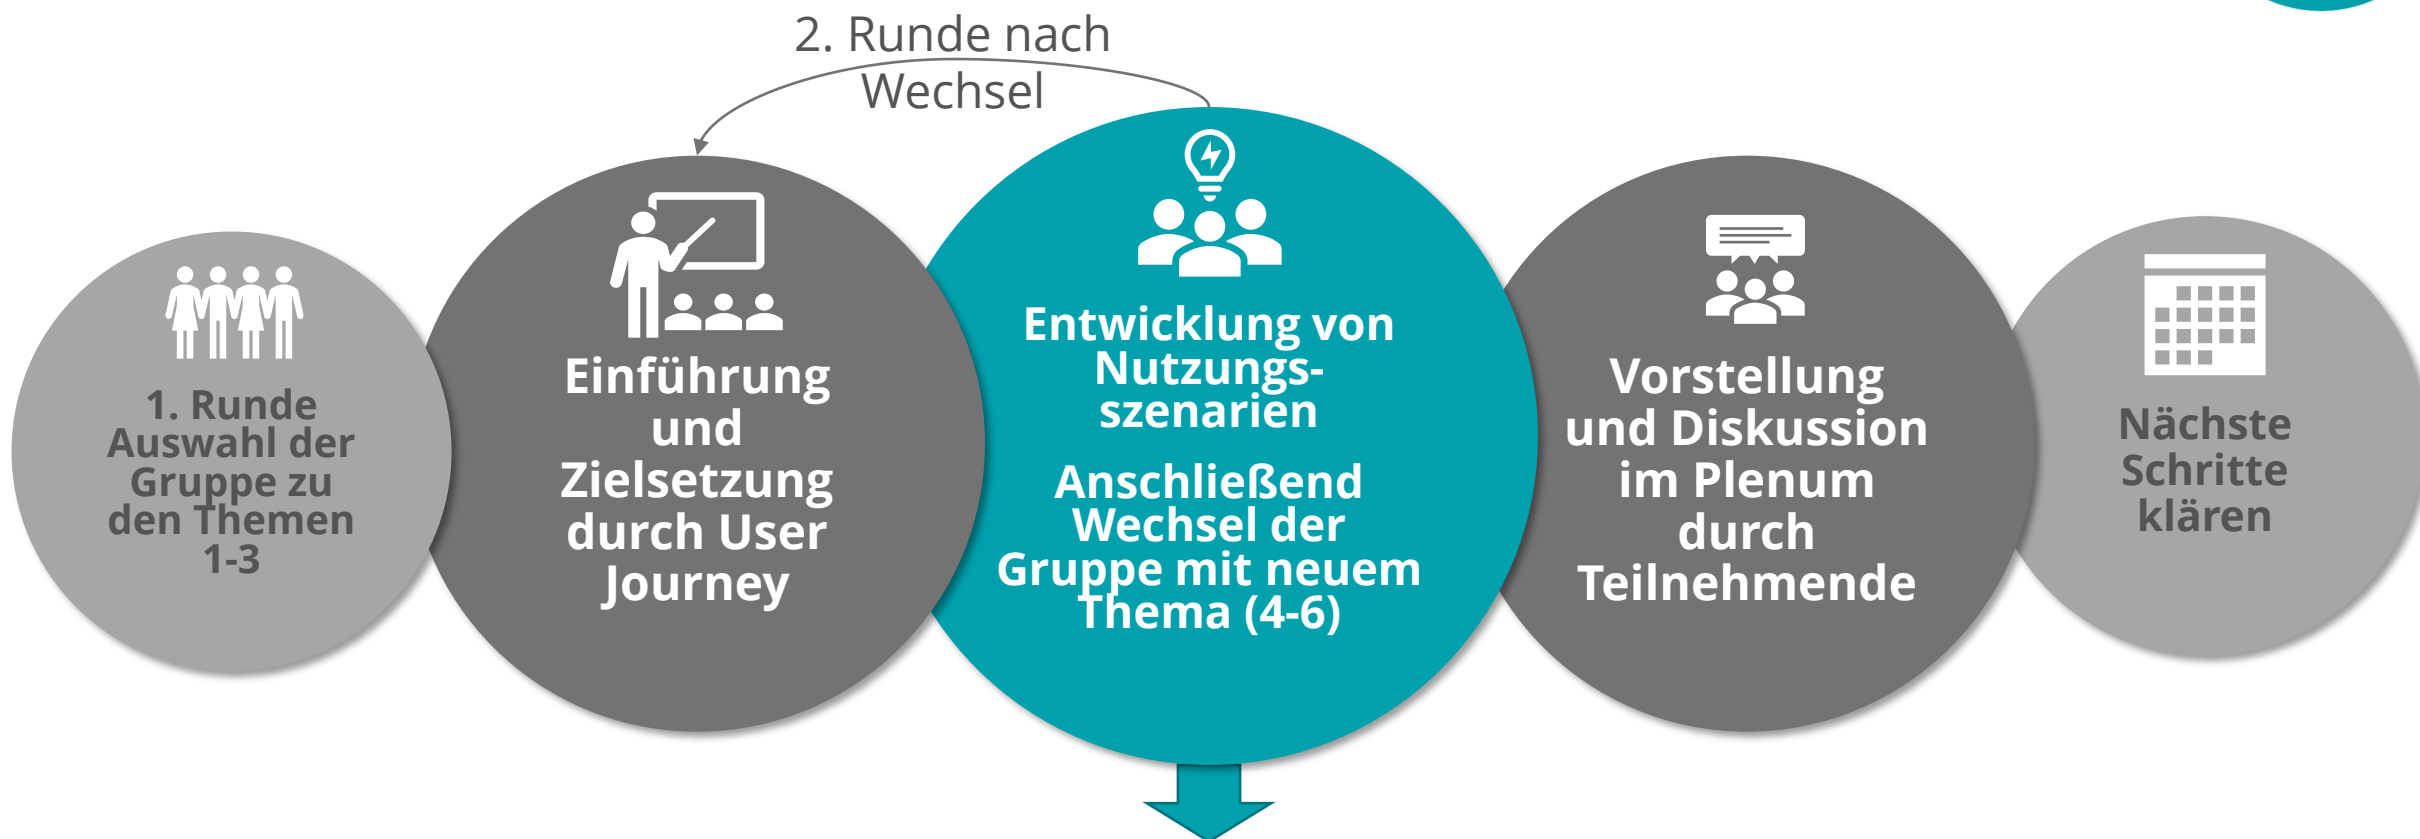 2. Runde nach
Wechsel
1. Runde
Auswahl der
Gruppe zu
den Themen
1-3
Einführung
und
Zielsetzung
durch User
Journey
Entwicklung von
Nutzungs-
szenarien
Anschließend
Wechsel der
Gruppe mit neuem
Thema (4-6)
Vorstellung
und Diskussion
im Plenum
durch
Teilnehmende
Nächste
Schritte
klären